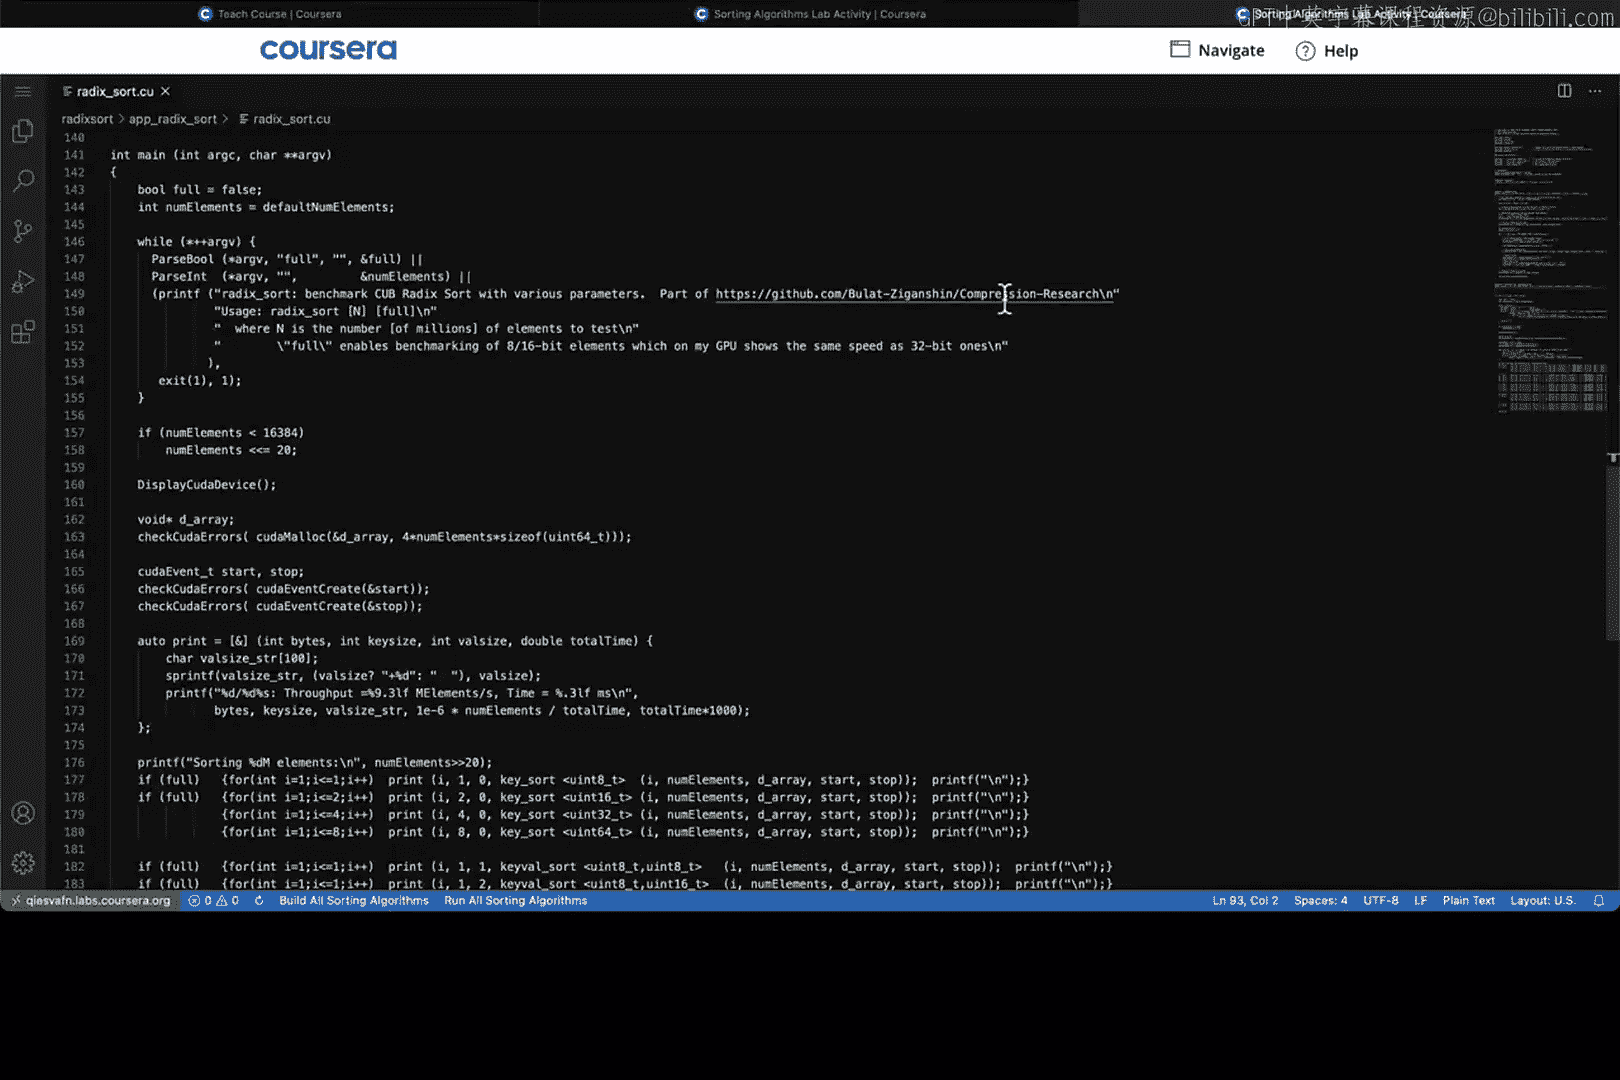 Teach Course | Coursera
Sorting Algorithms Lab Activity | Coursera
Sorting Algorithms Lab Activity | Coursera
GPT中英字幕课程资源@bilibili.com
coursera
Navigate
Help
radix_sort.cu
radixsort > app_radix_sort > radix_sort.cu
140
141 int main (int argc, char **argv)
142 {
143 bool full = false;
144 int numElements = defaultNumElements;
145
146 while (*++argv) {
147 ParseBool (*argv, "full", "", &full) ||
148 ParseInt (*argv, "", &numElements) ||
149 (printf ("radix_sort: benchmark CUB Radix Sort with various parameters.  Part of https://github.com/Bulat-Ziganshin/Compression-Research\n"
150 "Usage: radix_sort [N] [full]\n"
151 "  where N is the number [of millions] of elements to test\n"
152 "        \"full\" enables benchmarking of 8/16-bit elements which on my GPU shows the same speed as 32-bit ones\n"
153 ),
154 exit(1), 1);
155 }
156
157 if (numElements < 16384)
158 numElements <<= 20;
159
160 DisplayCudaDevice();
161
162 void* d_array;
163 checkCudaErrors( cudaMalloc(&d_array, 4*numElements*sizeof(uint64_t)));
164
165 cudaEvent_t start, stop;
166 checkCudaErrors( cudaEventCreate(&start));
167 checkCudaErrors( cudaEventCreate(&stop));
168
169 auto print = [&] (int bytes, int keysize, int valsize, double totalTime) {
170 char valsize_str[100];
171 sprintf(valsize_str, (valsize? "+%d": "  "), valsize);
172 printf("%d/%d%s: Throughput =%9.3lf MElements/s, Time = %.3lf ms\n",
173 bytes, keysize, valsize_str, 1e-6 * numElements / totalTime, totalTime*1000);
174 };
175
176 printf("Sorting %dM elements:\n", numElements>>20);
177 if (full) {for(int i=1;i<=1;i++) print (i, 1, 0, key_sort <uint8_t> (i, numElements, d_array, start, stop)); printf("\n");}
178 if (full) {for(int i=1;i<=2;i++) print (i, 2, 0, key_sort <uint16_t> (i, numElements, d_array, start, stop)); printf("\n");}
179 {for(int i=1;i<=4;i++) print (i, 4, 0, key_sort <uint32_t> (i, numElements, d_array, start, stop)); printf("\n");}
180 {for(int i=1;i<=8;i++) print (i, 8, 0, key_sort <uint64_t> (i, numElements, d_array, start, stop)); printf("\n");}
181
182 if (full) {for(int i=1;i<=1;i++) print (i, 1, 1, keyval_sort <uint8_t,uint8_t> (i, numElements, d_array, start, stop)); printf("\n");}
183 if (full) {for(int i=1;i<=1;i++) print (i, 1, 2, keyval_sort <uint8_t,uint16_t> (i, numElements, d_array, start, stop)); printf("\n");}
qiesvafn.labs.coursera.org 0 0 Build All Sorting Algorithms Run All Sorting Algorithms Ln 93, Col 2 Spaces: 4 UTF-8 LF Plain Text Layout: U.S.